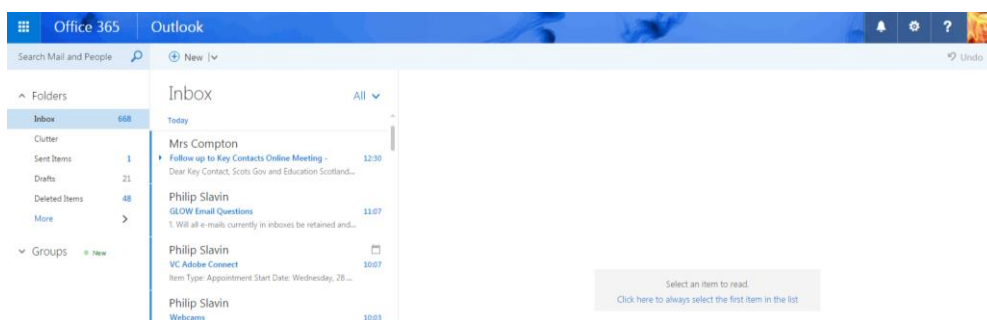 Office 365 Outlook ?
Search Mail and People New Undo
Folders
Inbox 668
Clutter
Sent Items 1
Drafts 21
Deleted Items 48
More
Groups New
Inbox All
Today
Mrs Compton
Follow up to Key Contacts Online Meeting - 12:30
Dear Key Contact, Scots Gov and Education Scotland...
Philip Slavin
GLOW Email Questions 11:07
1. Will all e-mails currently in inboxes be retained and...
Philip Slavin
VC Adobe Connect 10:07
Item Type: Appointment Start Date: Wednesday, 28 ...
Philip Slavin
Webcams 10:03
Select an item to read.
Click here to always select the first item in the list